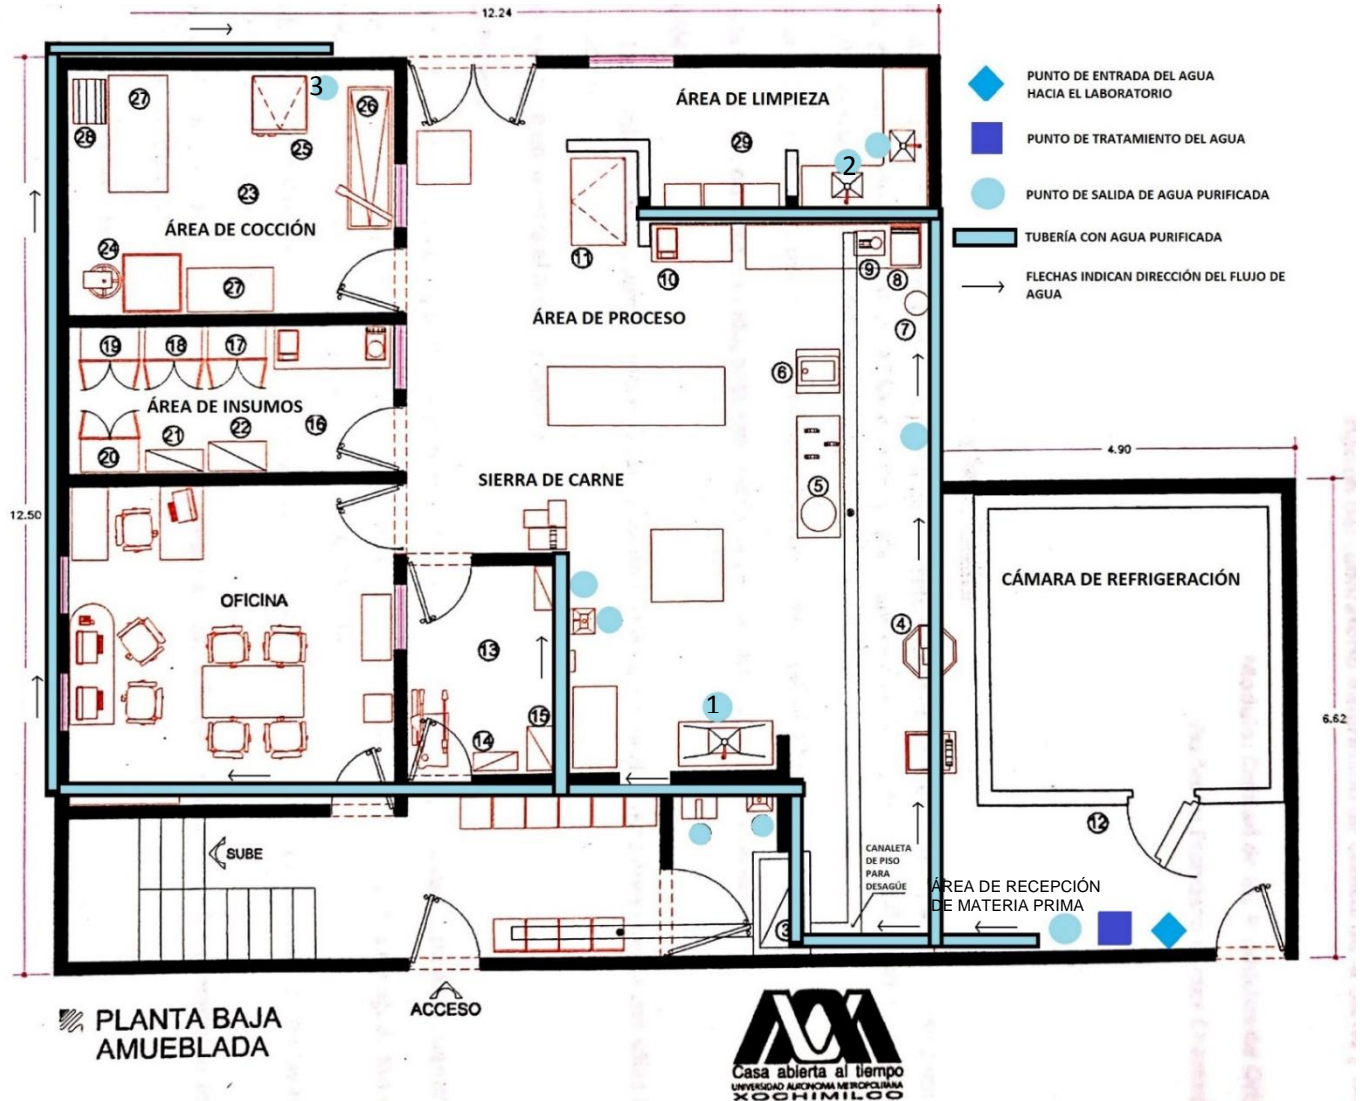 12.24
PUNTO DE ENTRADA DEL AGUA
HACIA EL LABORATORIO
PUNTO DE TRATAMIENTO DEL AGUA
PUNTO DE SALIDA DE AGUA PURIFICADA
TUBERÍA CON AGUA PURIFICADA
FLECHAS INDICAN DIRECCIÓN DEL FLUJO DE
AGUA
3
27
28
25
26
23
ÁREA DE COCCIÓN
24
27
ÁREA DE LIMPIEZA
29
2
11
10
9
8
7
ÁREA DE PROCESO
6
19
18
17
ÁREA DE INSUMOS
16
21
22
20
SIERRA DE CARNE
5
4.90
12.50
OFICINA
CÁMARA DE REFRIGERACIÓN
4
13
1
15
14
6.62
12
SUBE
CANALETA
DE PISO
PARA
DESAGÜE
ÁREA DE RECEPCIÓN
DE MATERIA PRIMA
3
ACCESO
PLANTA BAJA
AMUEBLADA
Casa abierta al tiempo
UNIVERSIDAD AUTONOMA METROPOLITANA
XOCHIMILCO